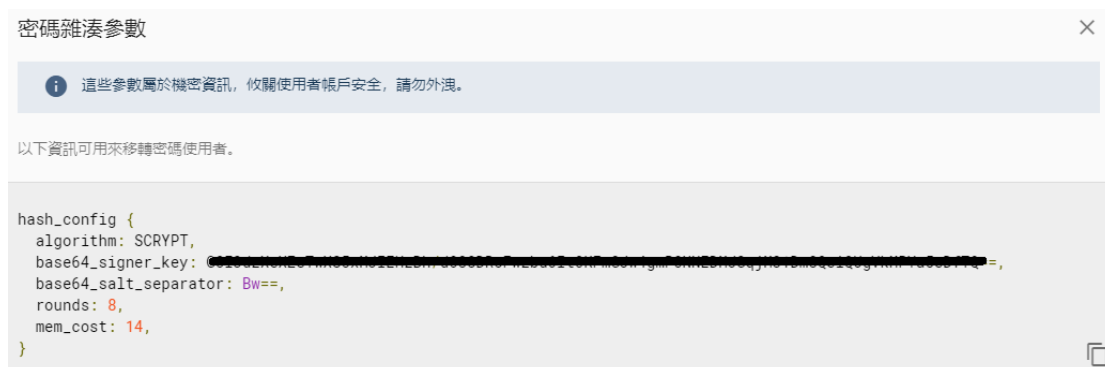 密碼雜湊參數
這些參數屬於機密資訊，攸關使用者帳戶安全，請勿外洩。
以下資訊可用來移轉密碼使用者。
hash_config {
algorithm: SCRYPT,
base64_signer_key: ==,
base64_salt_separator: Bw==,
rounds: 8,
mem_cost: 14,
}